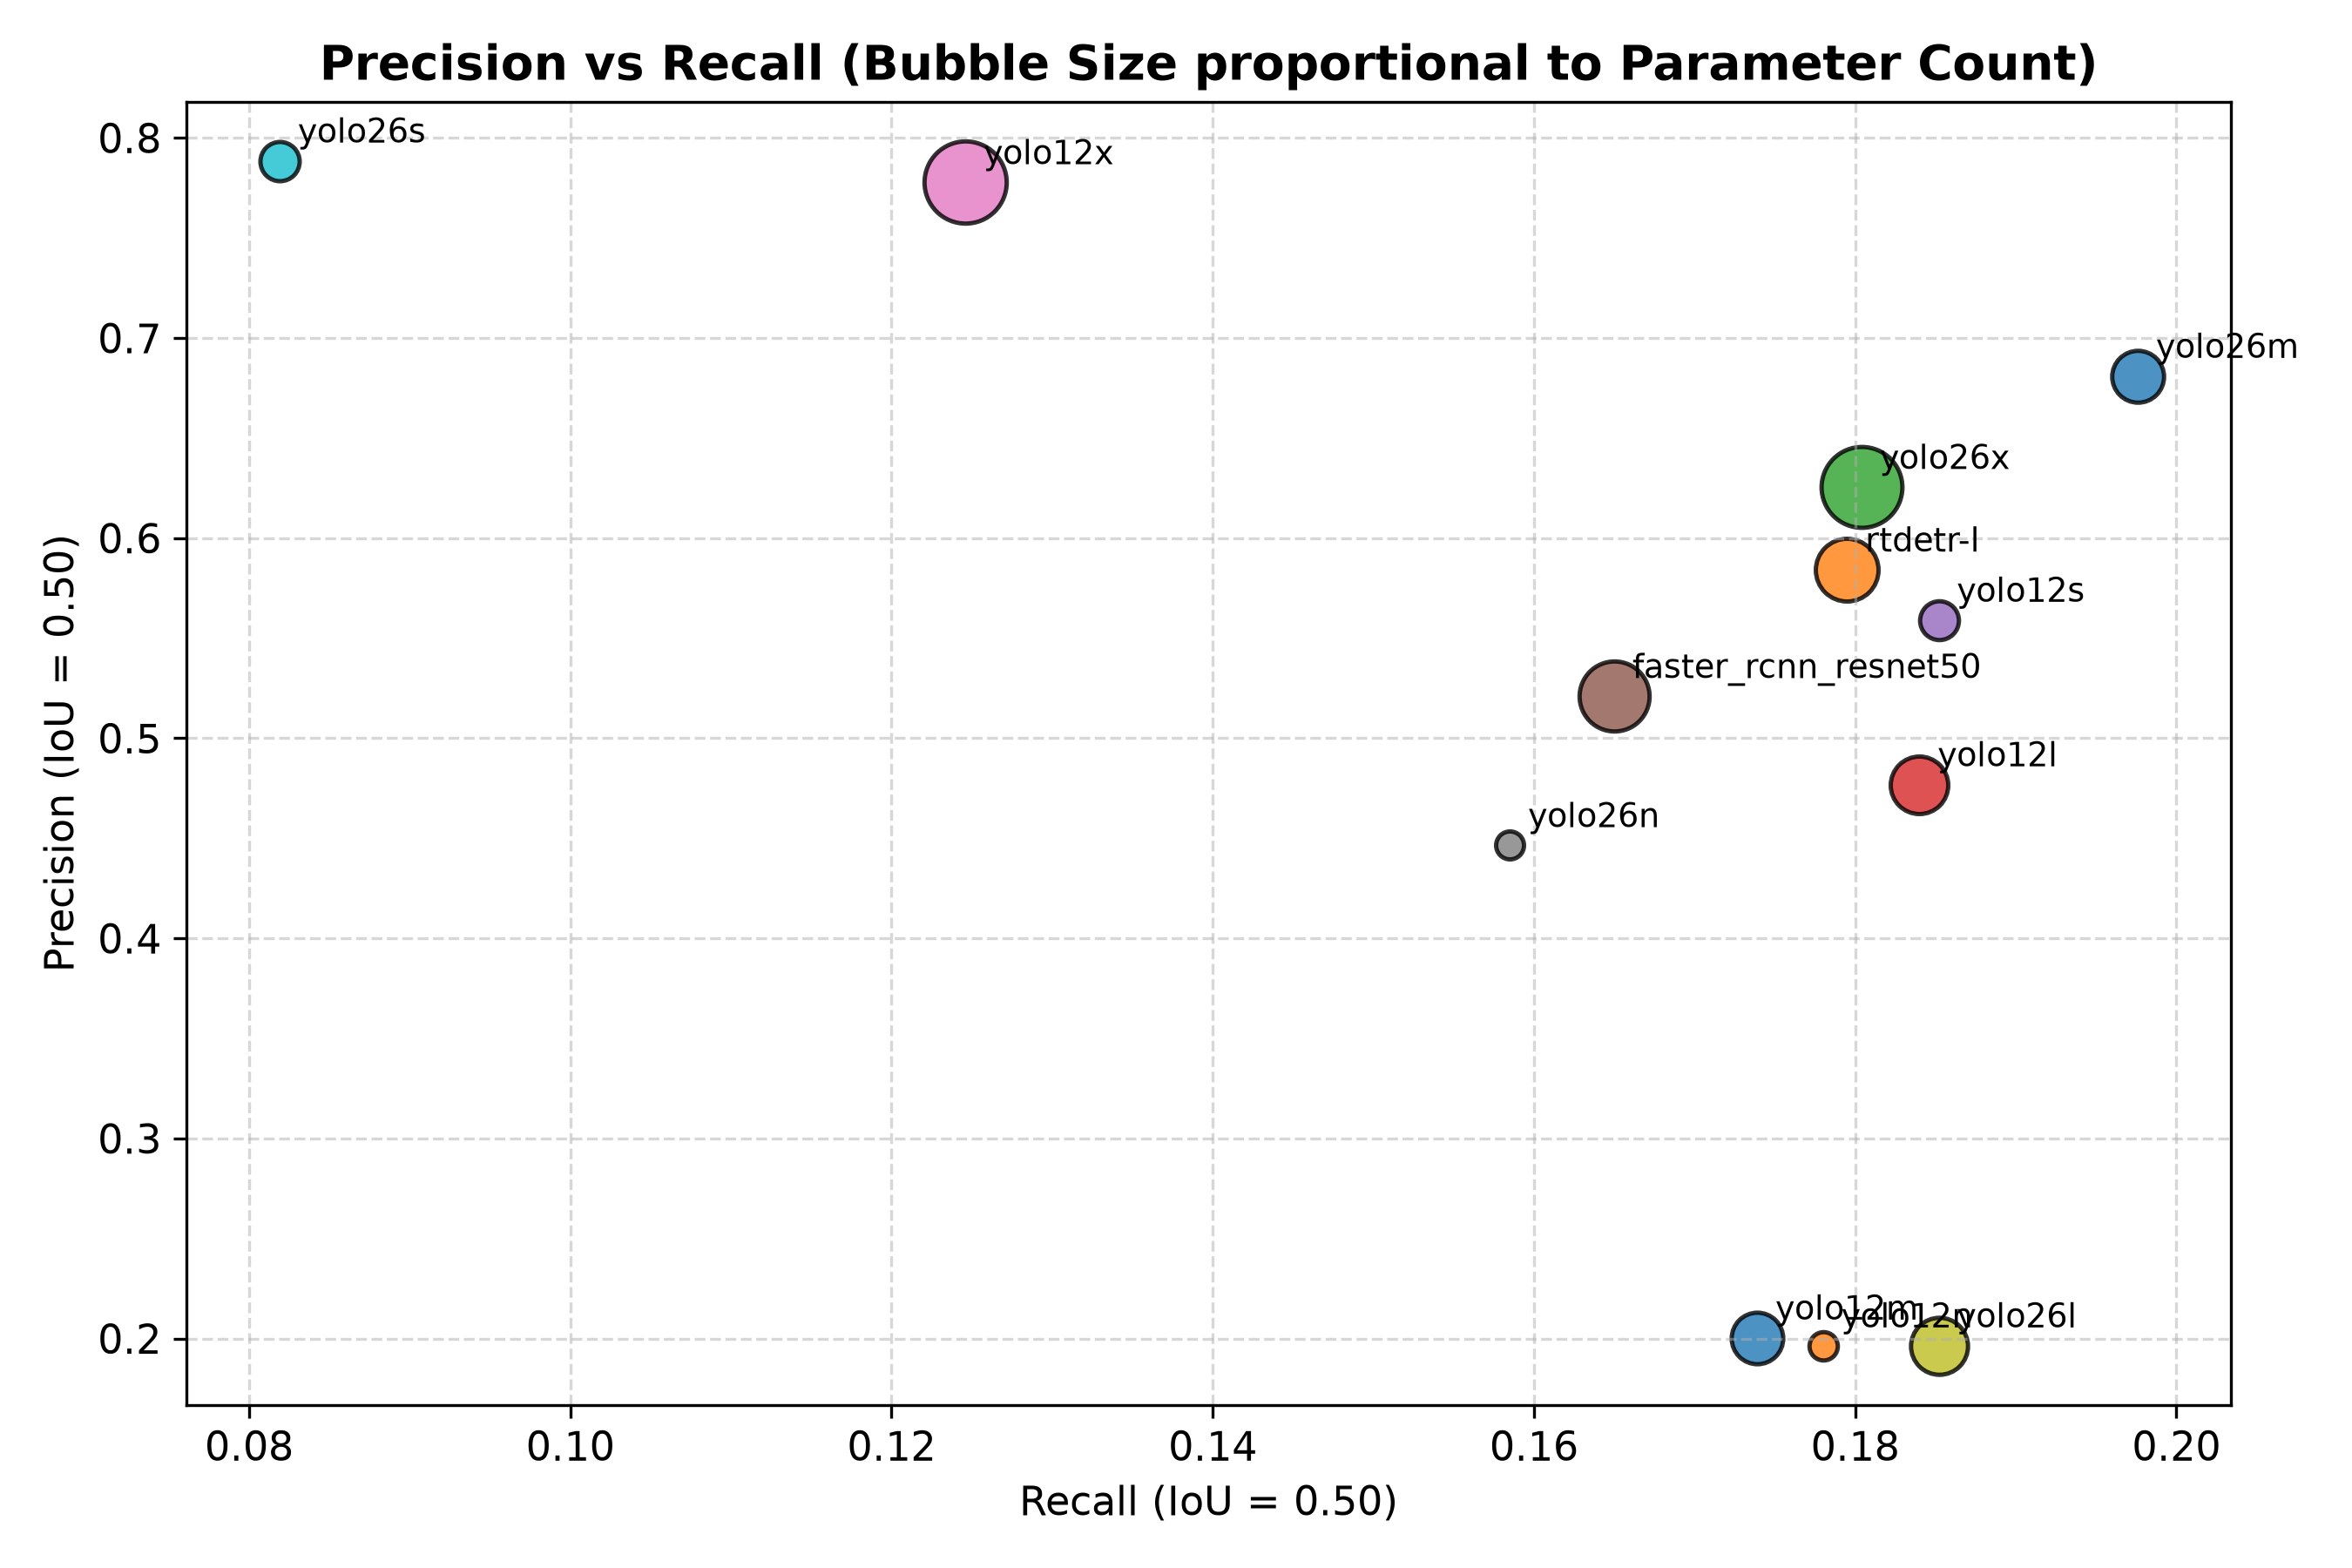 Precision vs Recall (Bubble Size proportional to Parameter Count)
yolo26s
yolo12x
yolo26m
yolo26x
rtdetr-l
yolo12s
faster_rcnn_resnet50
yolo12l
yolo26n
yolo12m
yolo12n
yolo26l
0.8
0.7
0.6
0.5
0.4
0.3
0.2
Precision (IoU = 0.50)
0.08 0.10 0.12 0.14 0.16 0.18 0.20
Recall (IoU = 0.50)